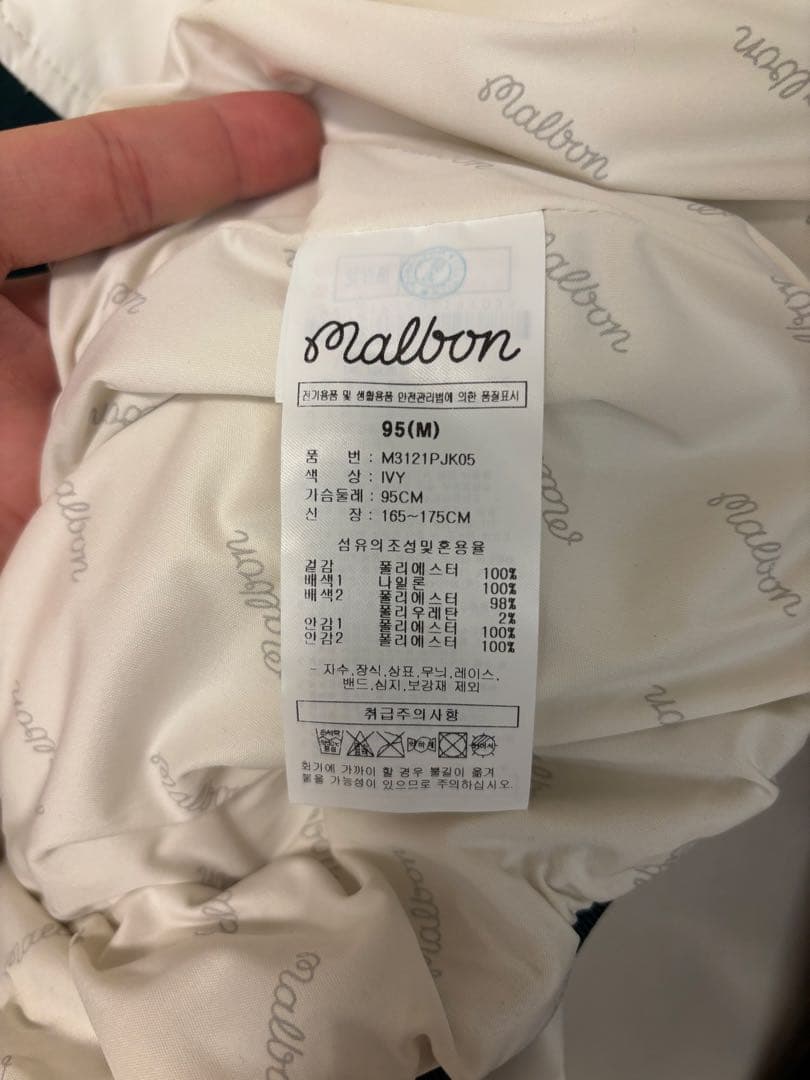 malbon
malbon
malbon
malbon
전기용품 및 생활용품 안전관리법에 의한 품질표시
95(M)
품 번 : M3121PJK05
색 상 : IVY
가슴둘레 : 95CM
신 장 : 165~175CM
섬유의조성및혼용율
겉감 폴리에스터 100%
배색1 나일론 100%
배색2 폴리에스터 98%
폴리우레탄 2%
안감1 폴리에스터 100%
안감2 폴리에스터 100%
- 자수,장식,상표,무늬,레이스,
밴드,심지,보강재 제외
취급주의사항
화기에 가까이 할 경우 불길이 옮겨
붙을 가능성이 있으므로 주의하십시오.
malbon
malbon
malbon